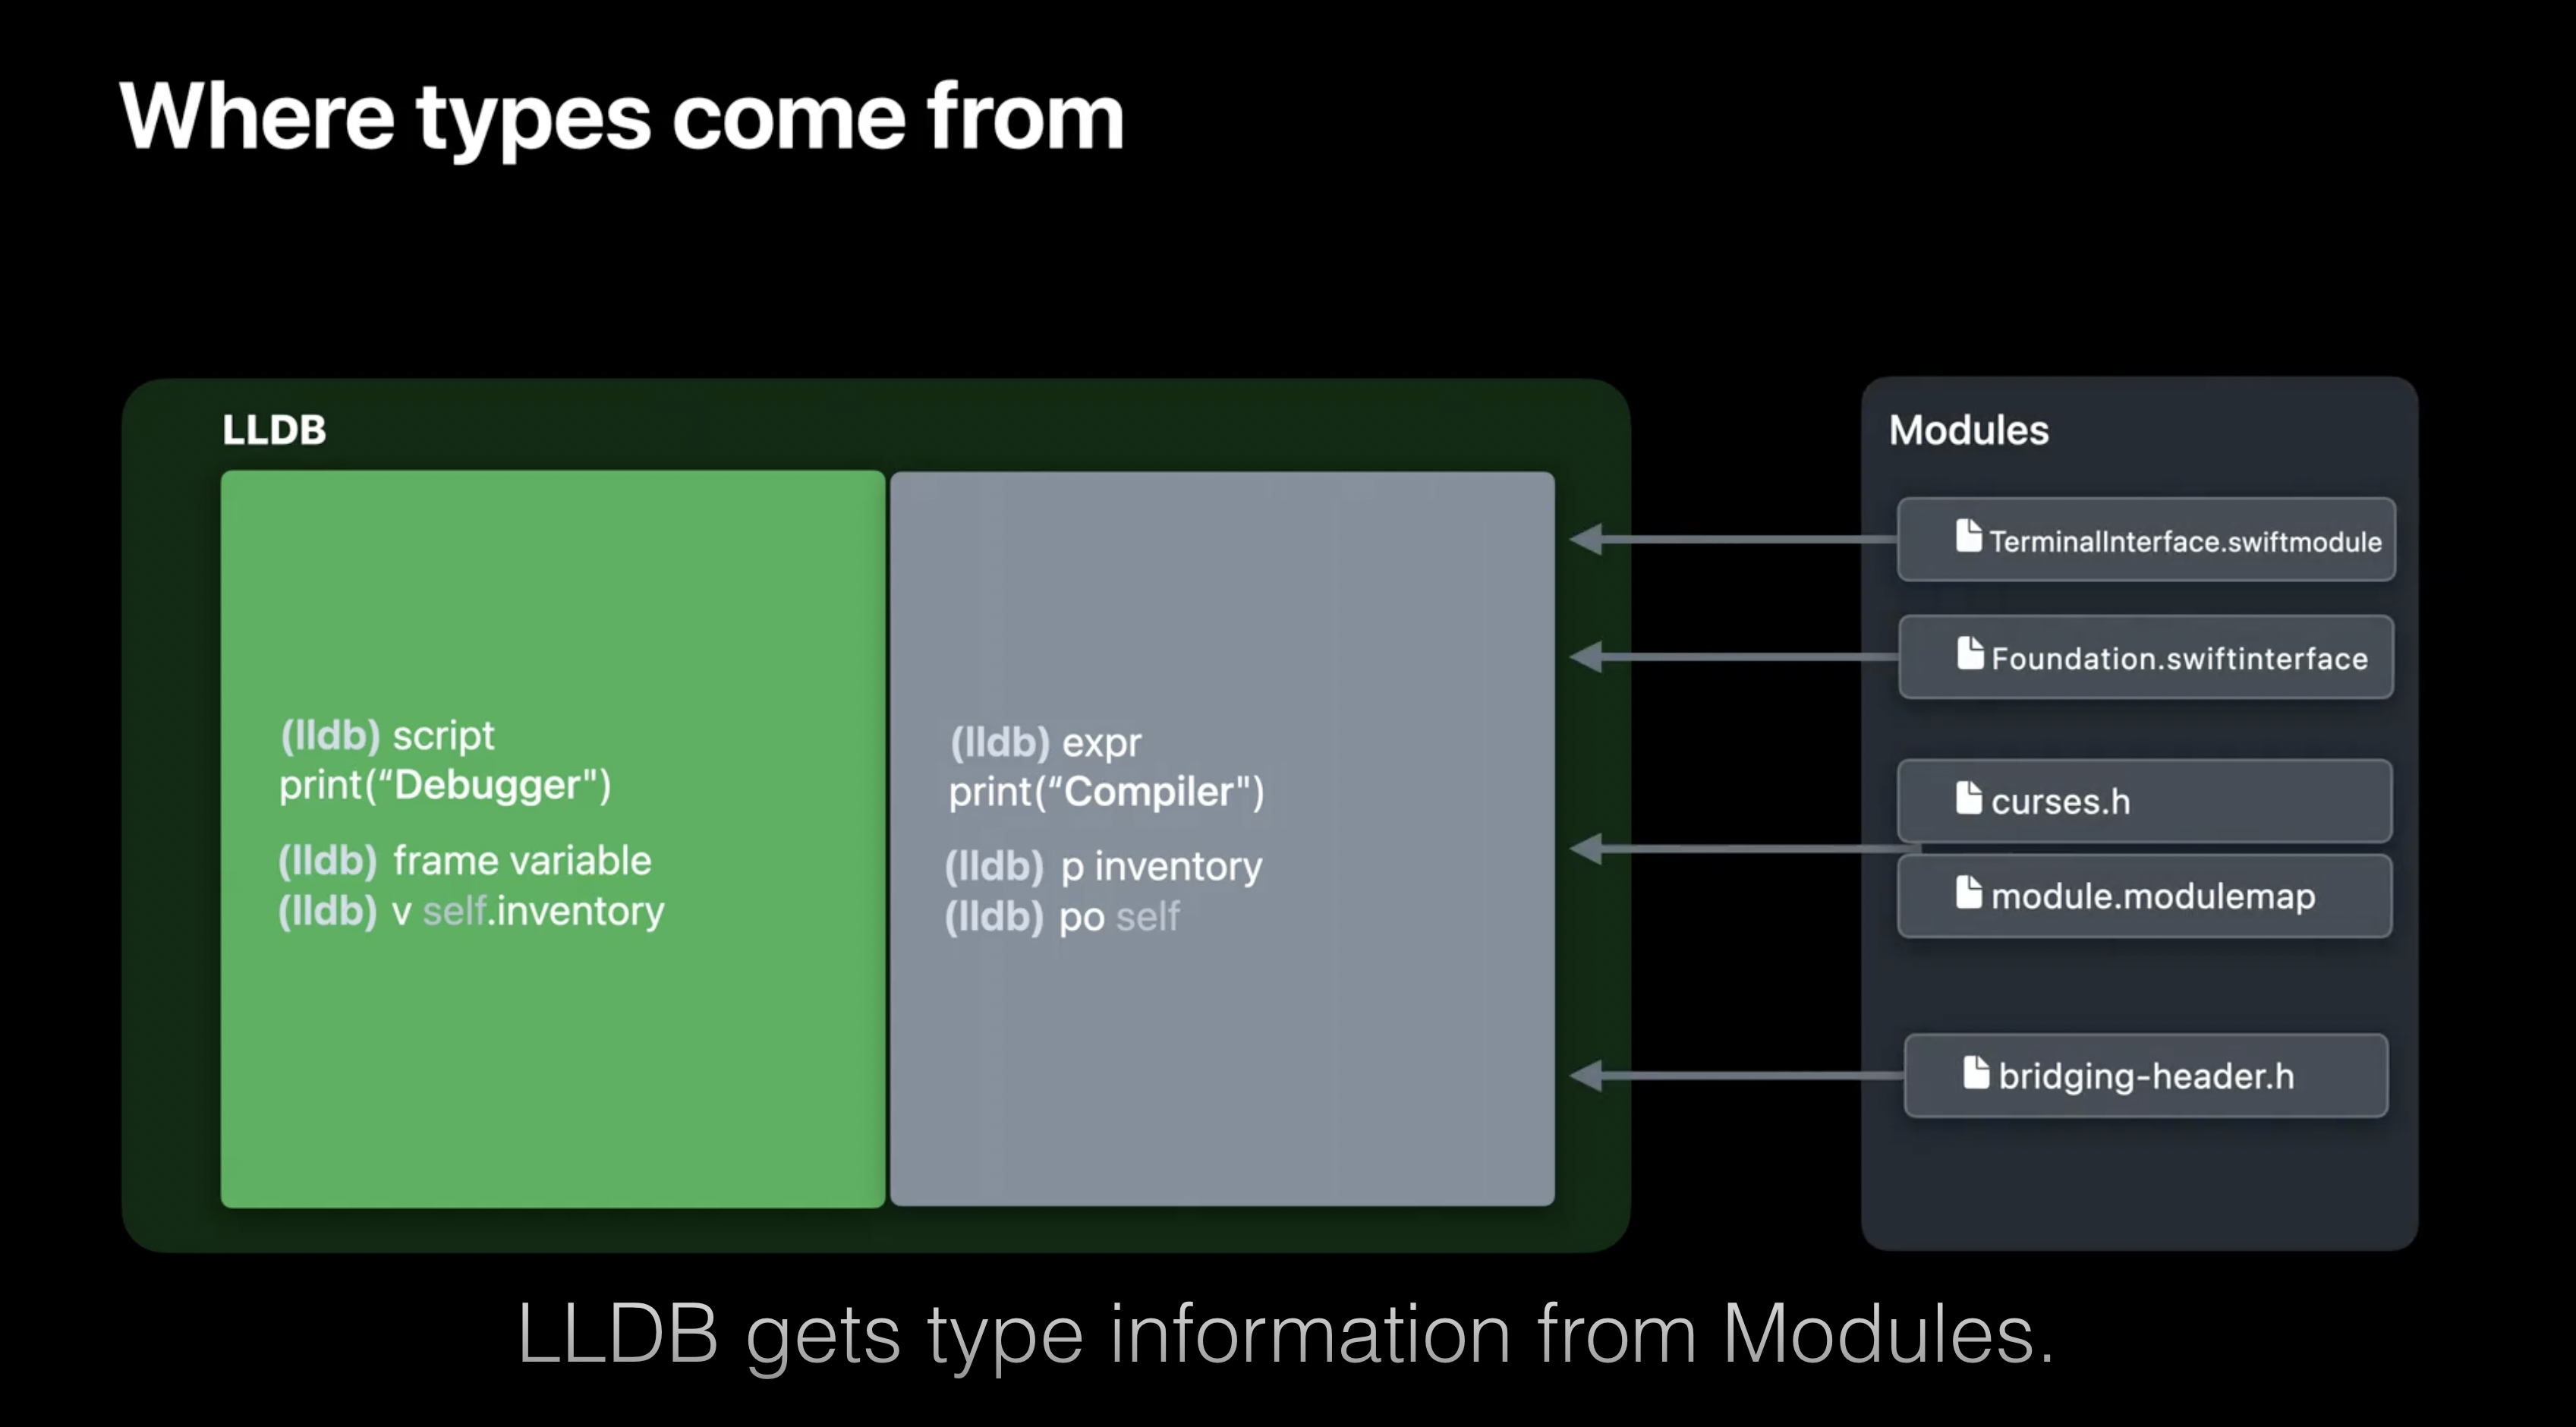 Where types come from
LLDB
(lldb) script
print(“Debugger")
(lldb) frame variable
(lldb) v self.inventory
(lldb) expr
print(“Compiler")
(lldb) p inventory
(lldb) po self
Modules
TerminalInterface.swiftmodule
Foundation.swiftinterface
curses.h
module.modulemap
bridging-header.h
LLDB gets type information from Modules.